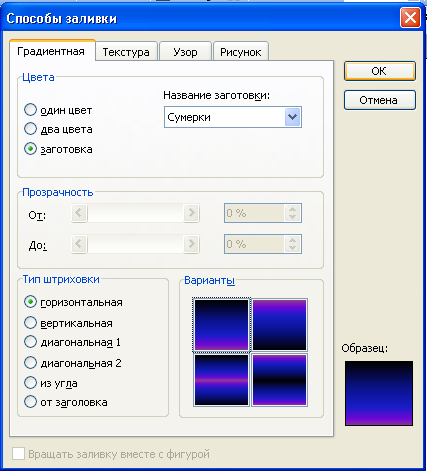 Способы заливки
Градиентная Текстура Узор Рисунок
Цвета
один цвет
два цвета
заготовка
Название заготовки:
Сумерки
ОК
Отмена
Прозрачность
От: 0 %
До: 0 %
Тип штриховки
горизонтальная
вертикальная
диагональная 1
диагональная 2
из угла
от заголовка
Варианты
Образец:
Вращать заливку вместе с фигурой